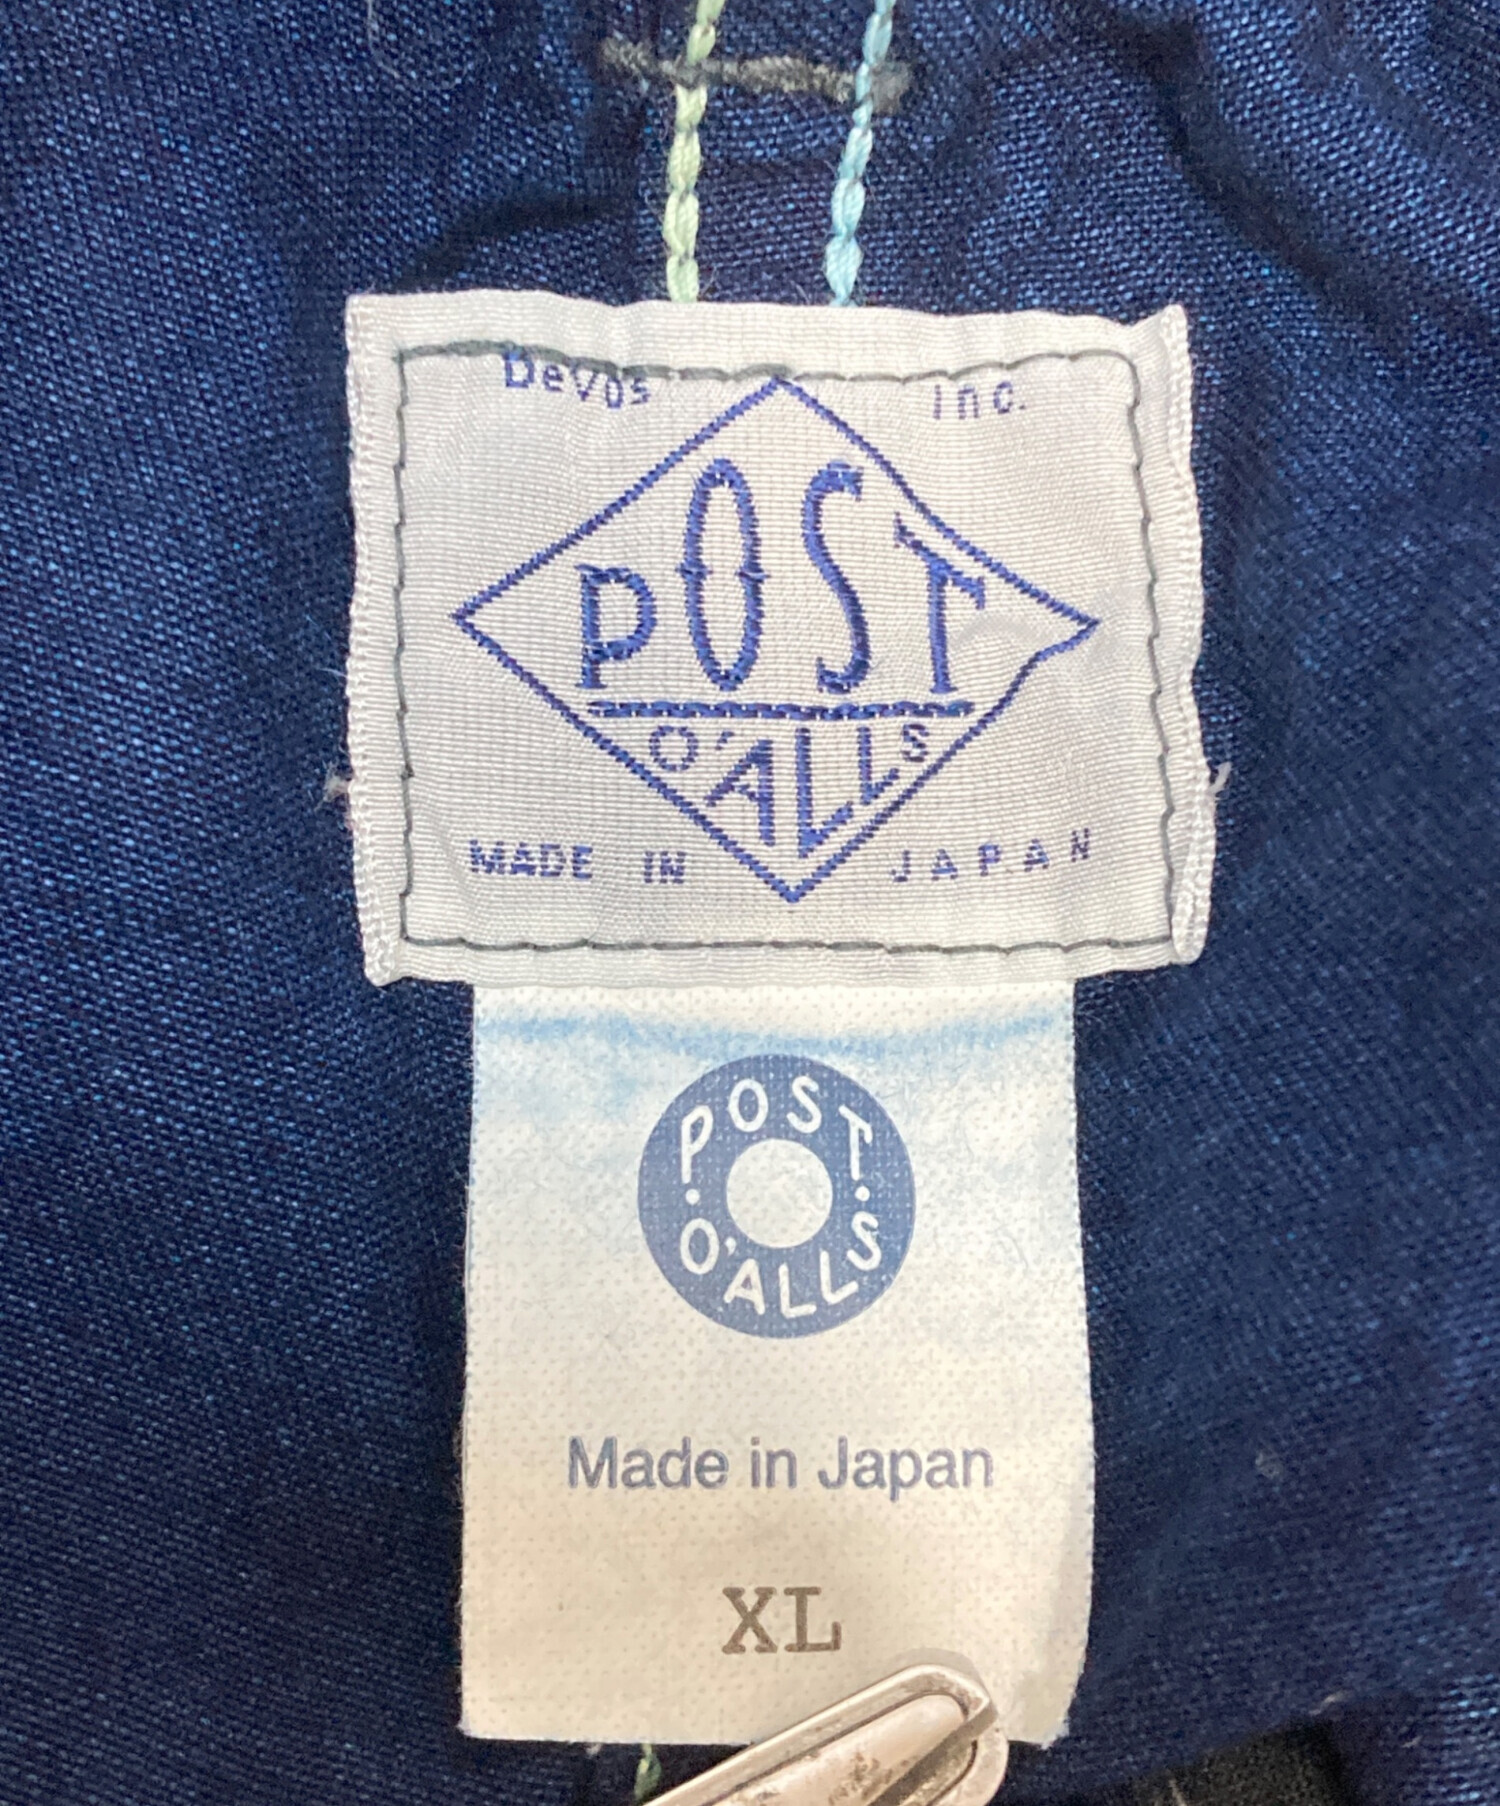 DeVos inc.
POST
O'ALLS
MADE IN JAPAN
POST
O'ALLS
Made in Japan
XL